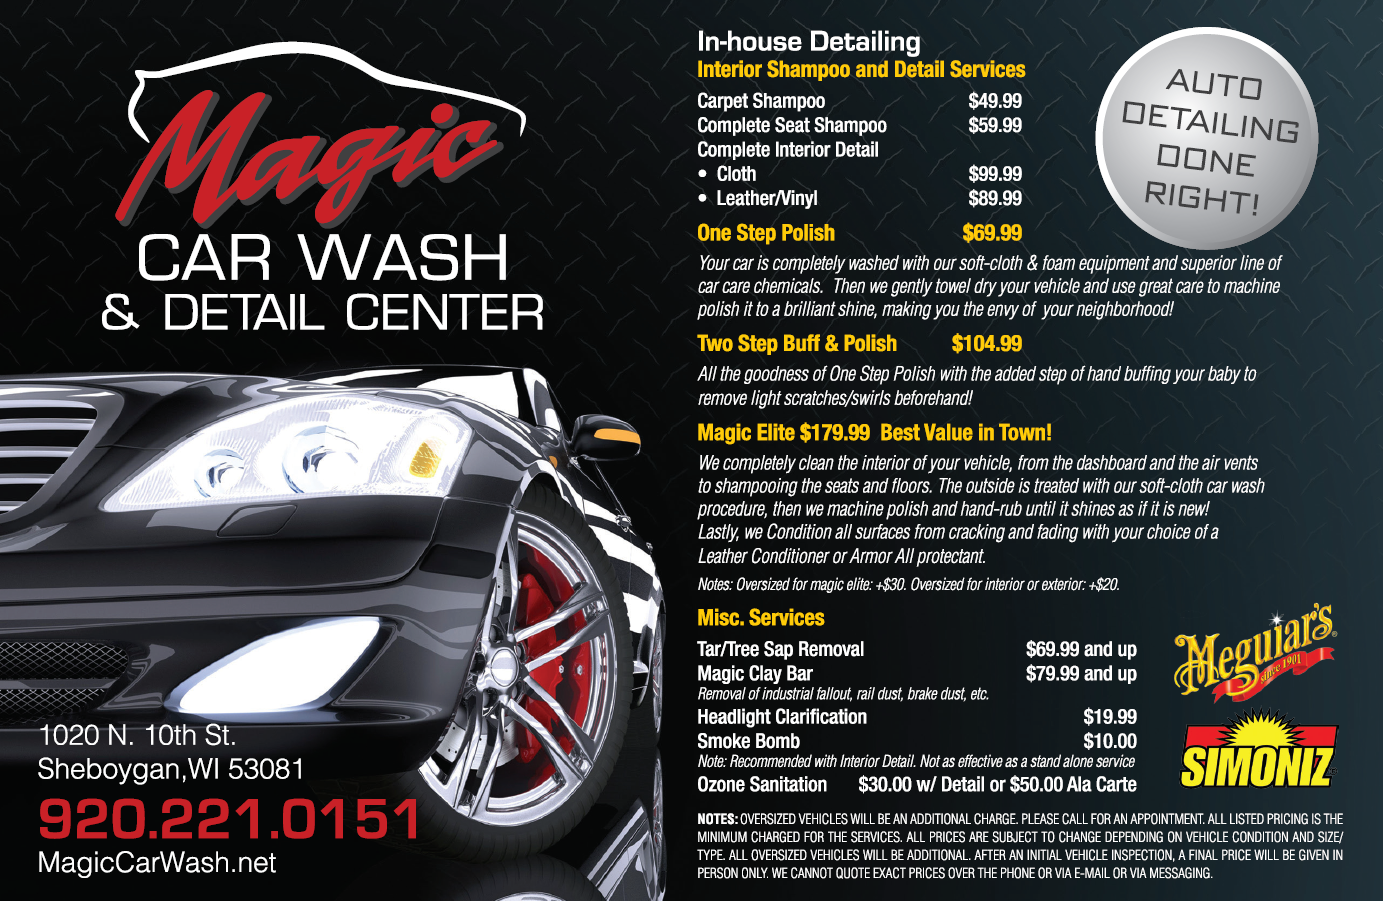 Magic
CAR WASH
& DETAIL CENTER
1020 N. 10th St.
Sheboygan,WI 53081
920.221.0151
MagicCarWash.net
In-house Detailing
Interior Shampoo and Detail Services
Carpet Shampoo $49.99
Complete Seat Shampoo $59.99
Complete Interior Detail
• Cloth $99.99
• Leather/Vinyl $89.99
One Step Polish $69.99
Your car is completely washed with our soft-cloth & foam equipment and superior line of
car care chemicals. Then we gently towel dry your vehicle and use great care to machine
polish it to a brilliant shine, making you the envy of your neighborhood!
Two Step Buff & Polish $104.99
All the goodness of One Step Polish with the added step of hand buffing your baby to
remove light scratches/swirls beforehand!
Magic Elite $179.99 Best Value in Town!
We completely clean the interior of your vehicle, from the dashboard and the air vents
to shampooing the seats and floors. The outside is treated with our soft-cloth car wash
procedure, then we machine polish and hand-rub until it shines as if it is new!
Lastly, we Condition all surfaces from cracking and fading with your choice of a
Leather Conditioner or Armor All protectant.
Notes: Oversized for magic elite: +$30. Oversized for interior or exterior: +$20.
Misc. Services
Tar/Tree Sap Removal $69.99 and up
Magic Clay Bar $79.99 and up
Removal of industrial fallout, rail dust, brake dust, etc.
Headlight Clarification $19.99
Smoke Bomb $10.00
Note: Recommended with Interior Detail. Not as effective as a stand alone service
Ozone Sanitation $30.00 w/ Detail or $50.00 Ala Carte
NOTES: OVERSIZED VEHICLES WILL BE AN ADDITIONAL CHARGE. PLEASE CALL FOR AN APPOINTMENT. ALL LISTED PRICING IS THE
MINIMUM CHARGED FOR THE SERVICES. ALL PRICES ARE SUBJECT TO CHANGE DEPENDING ON VEHICLE CONDITION AND SIZE/
TYPE. ALL OVERSIZED VEHICLES WILL BE ADDITIONAL. AFTER AN INITIAL VEHICLE INSPECTION, A FINAL PRICE WILL BE GIVEN IN
PERSON ONLY. WE CANNOT QUOTE EXACT PRICES OVER THE PHONE OR VIA E-MAIL OR VIA MESSAGING.
AUTO
DETAILING
DONE
RIGHT!
Meguiar's®
since 1901
SIMONIZ®